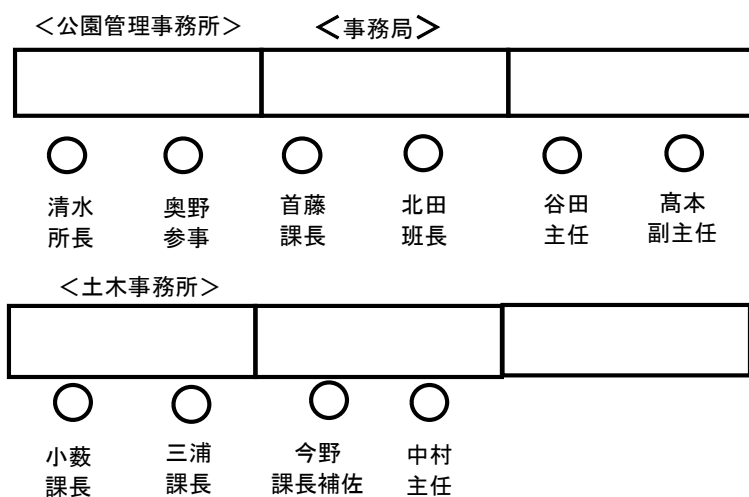 ＜公園管理事務所＞ ＜事務局＞
清水 奥野 首藤 北田 谷田 髙本
所長 参事 課長 班長 主任 副主任
＜土木事務所＞
小薮 三浦 今野 中村
課長 課長 課長補佐 主任